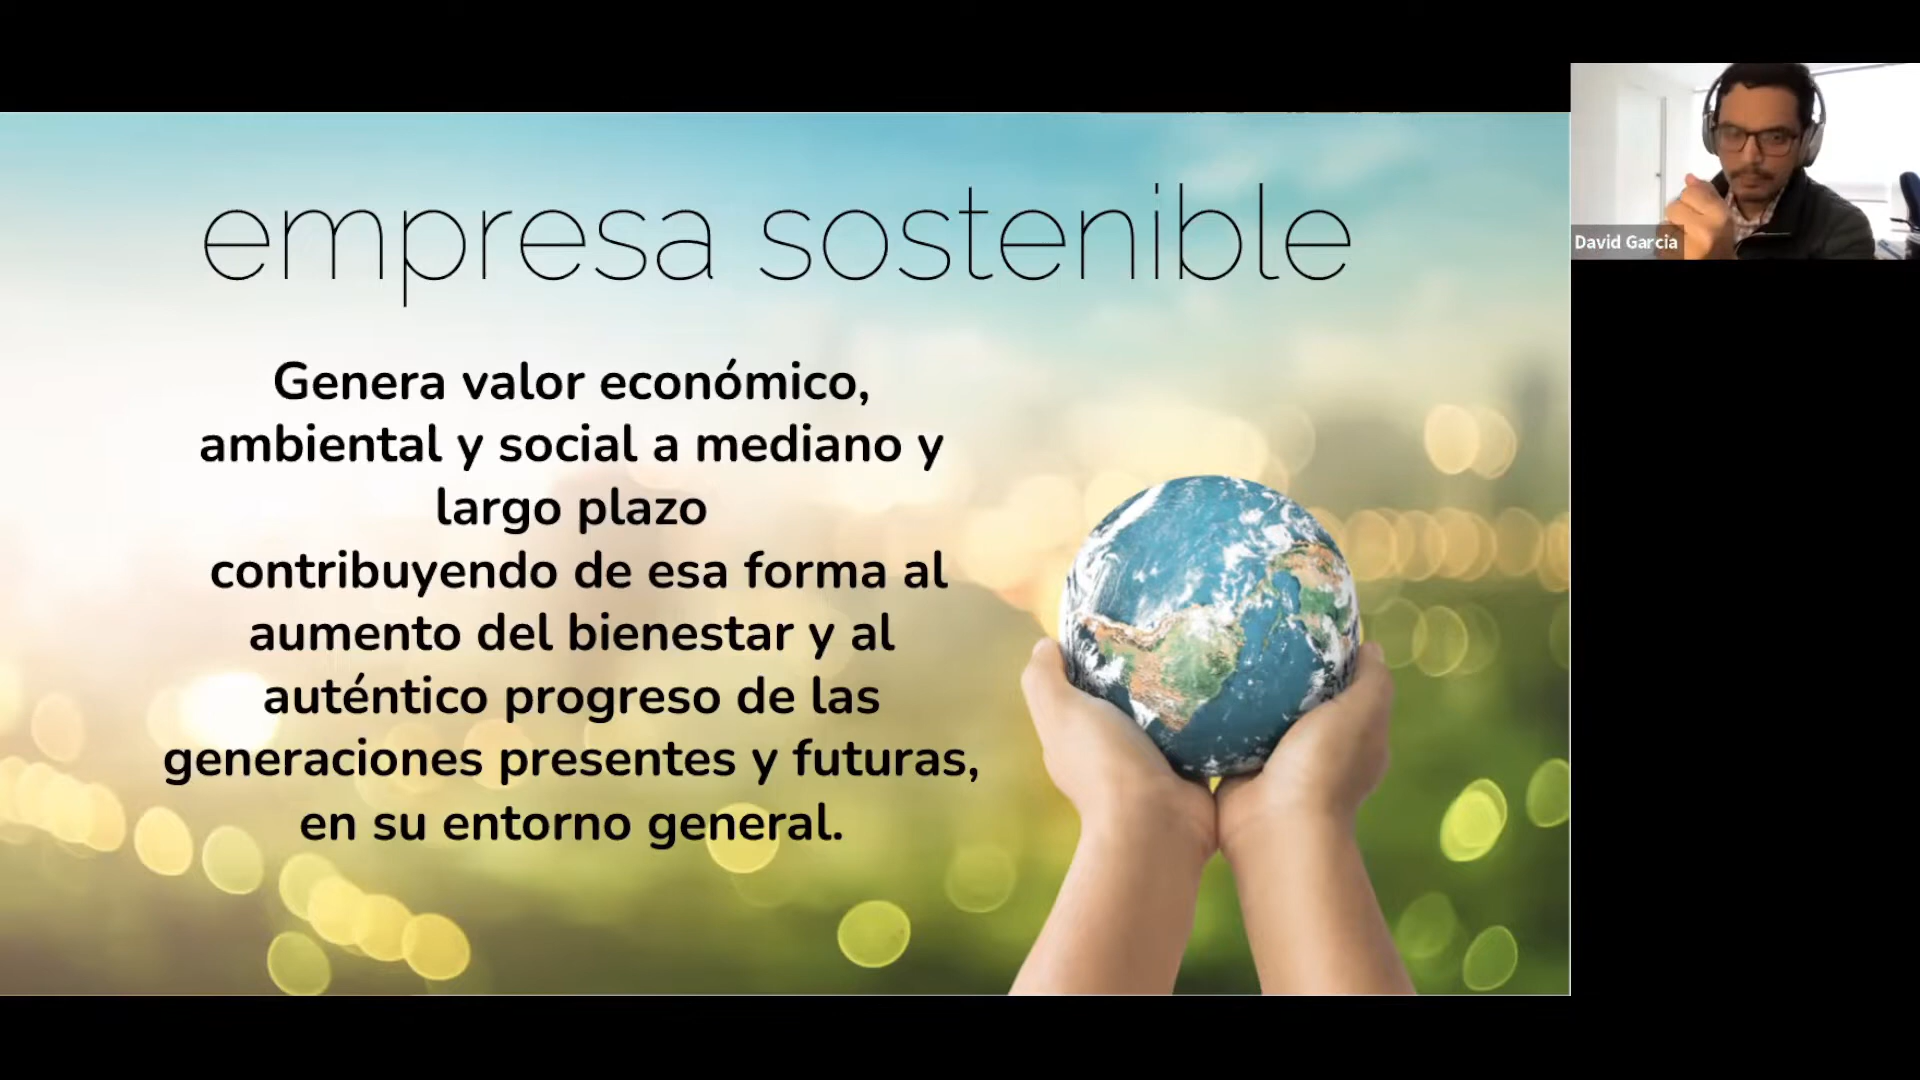 empresa sostenible
Genera valor económico,
ambiental y social a mediano y
largo plazo
contribuyendo de esa forma al
aumento del bienestar y al
auténtico progreso de las
generaciones presentes y futuras,
en su entorno general.
David Garcia